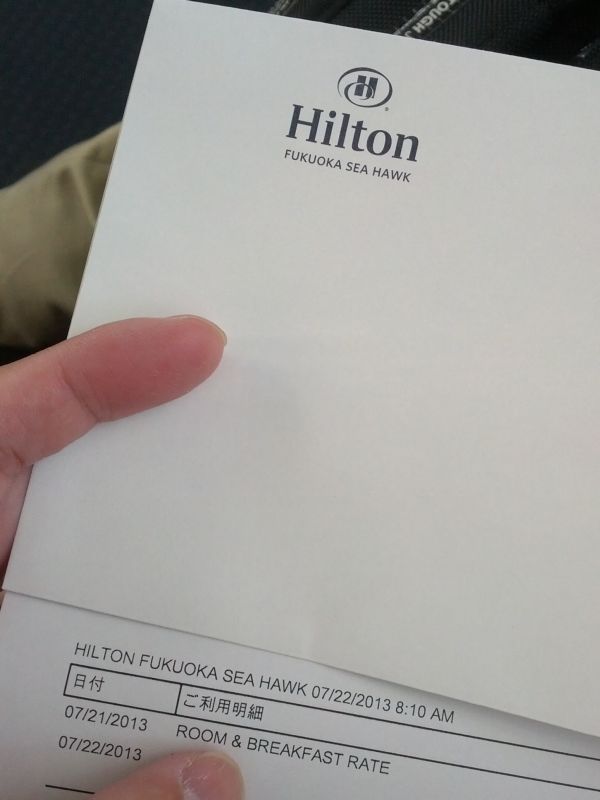 TOUGH
Hilton
FUKUOKA SEA HAWK
HILTON FUKUOKA SEA HAWK 07/22/2013 8:10 AM
日付 ご利用明細
07/21/2013 ROOM & BREAKFAST RATE
07/22/2013